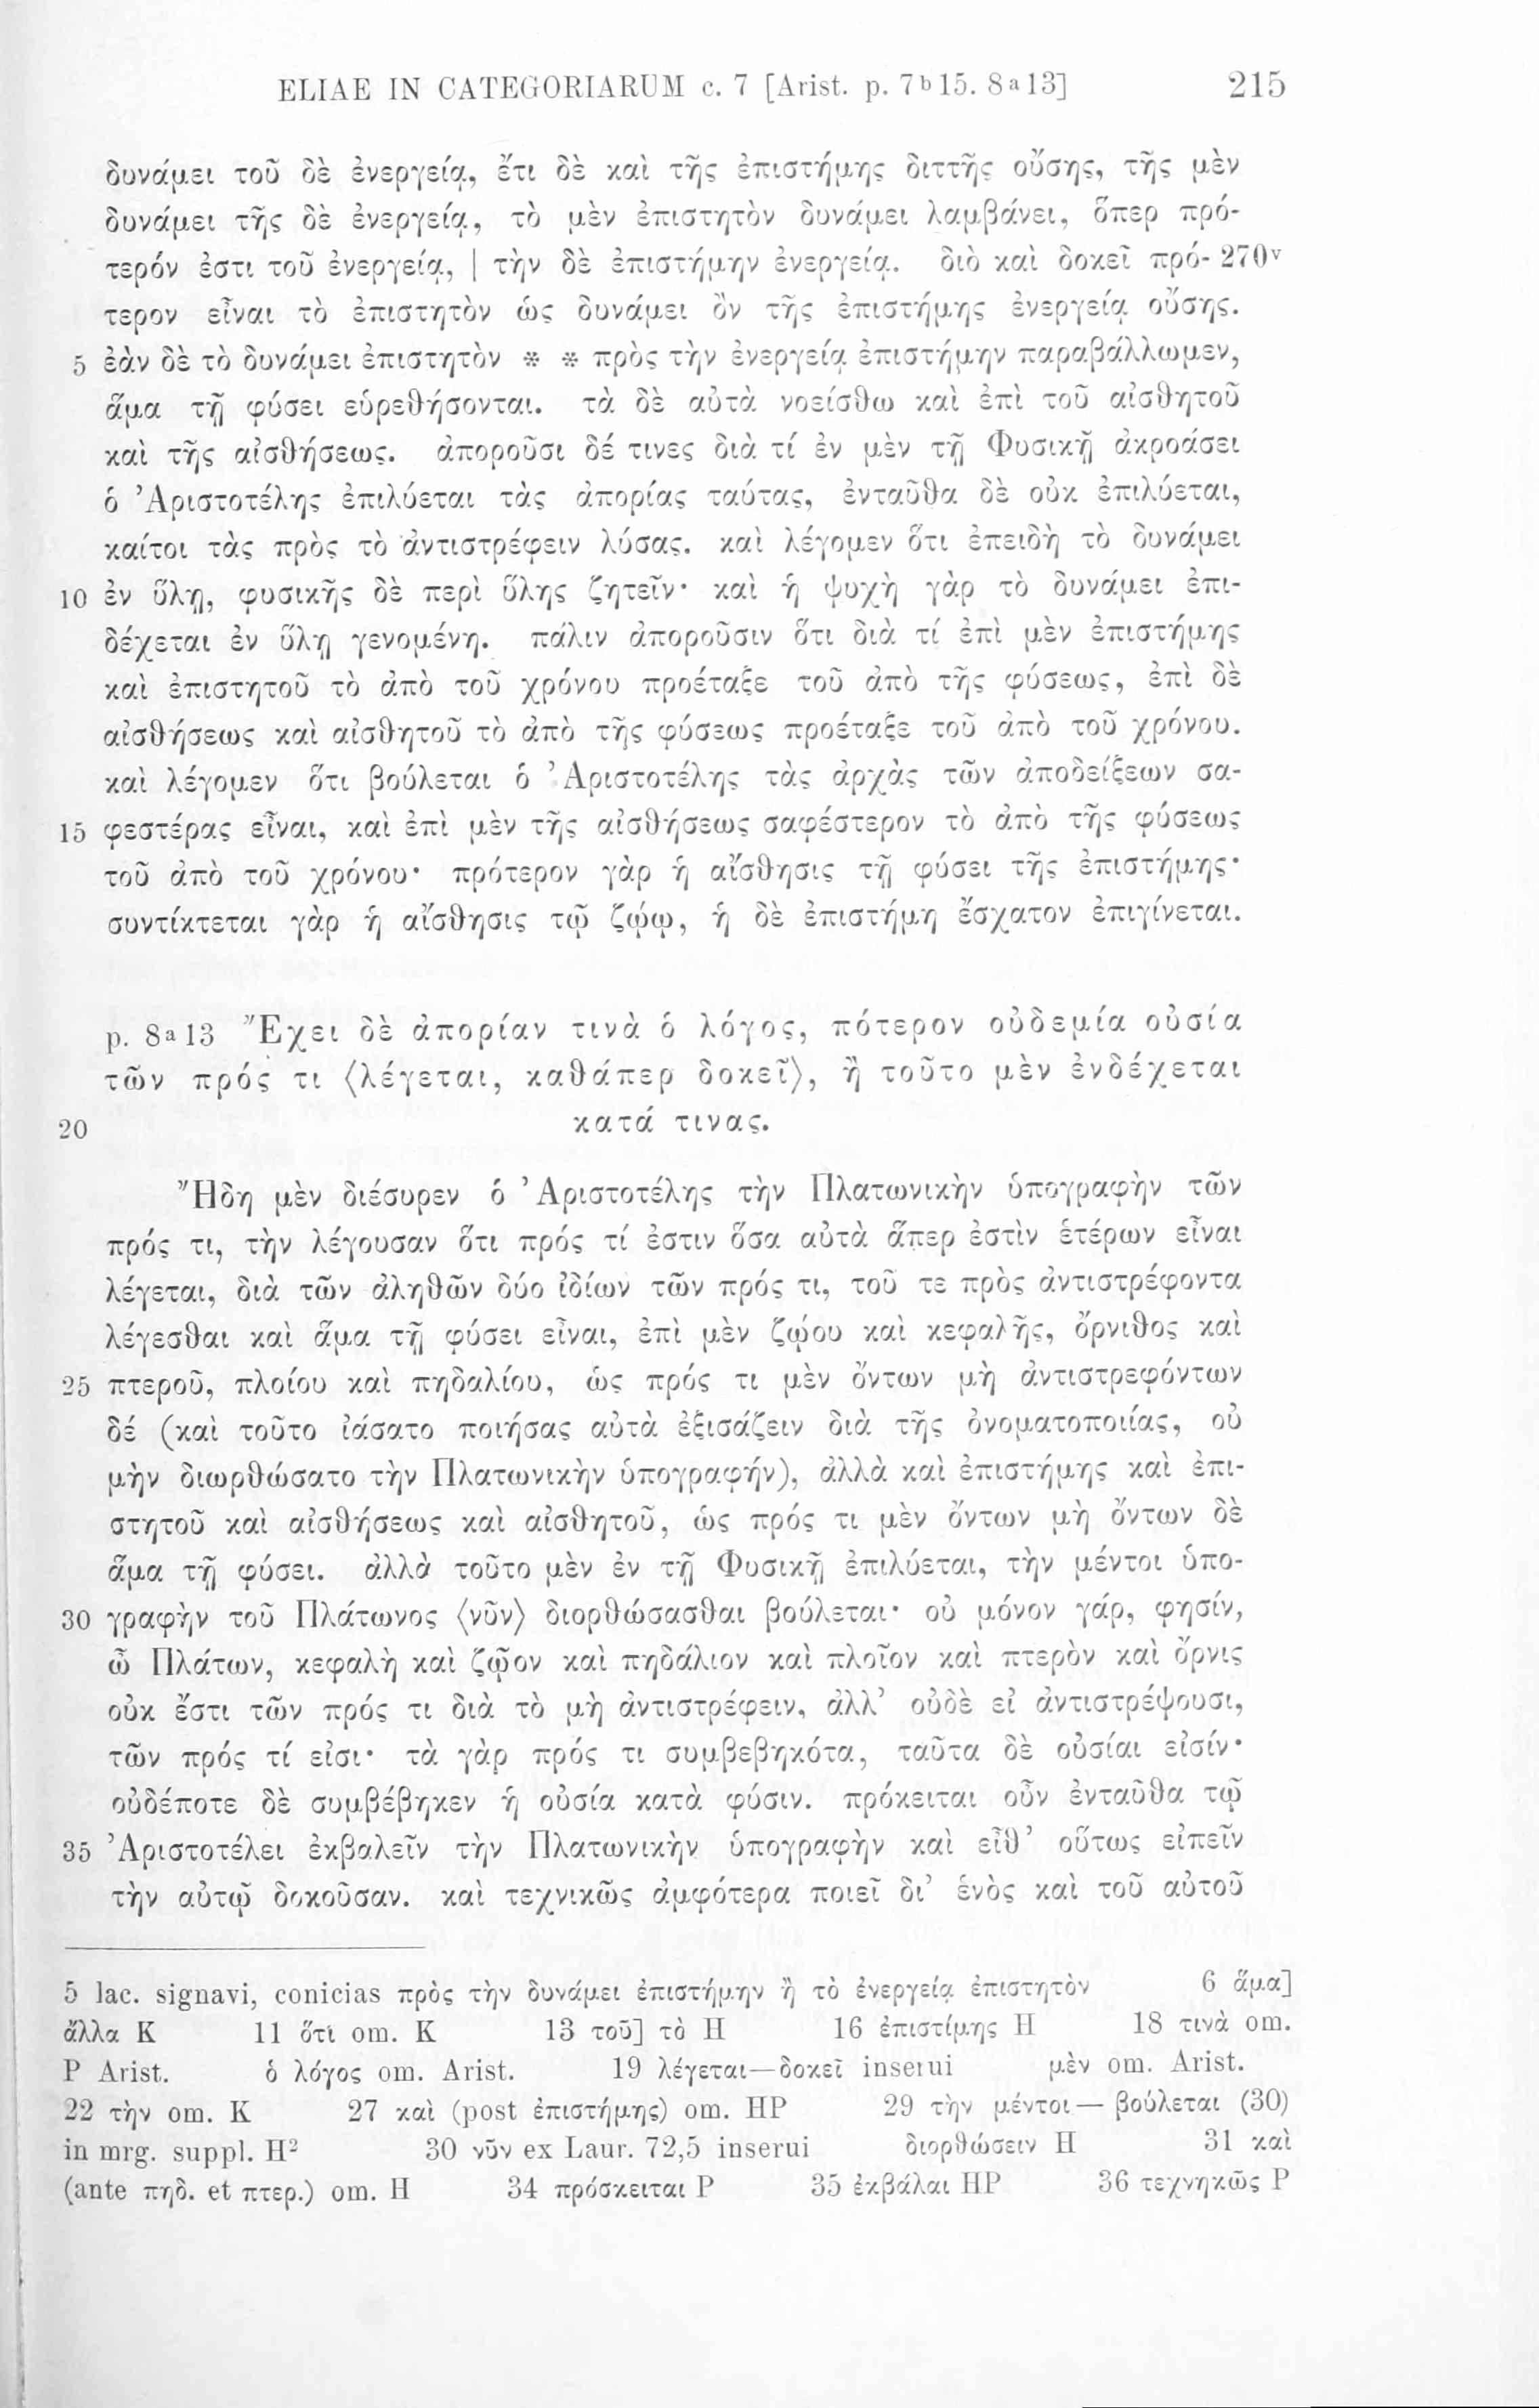 ELIAE IN CATEGORIARUM c. 7 [Arist. p. 7b15. 8a13] 215
δυνάμει τοῦ δὲ ἐνεργείᾳ, ἔτι δὲ καὶ τῆς ἐπιστήμης διττῆς οὔσης, τῆς μὲν
δυνάμει τῆς δὲ ἐνεργείᾳ, τὸ μὲν ἐπιστητὸν δυνάμει λαμβάνει, ὅπερ πρό-
τερόν ἐστι τοῦ ἐνεργείᾳ, | τὴν δὲ ἐπιστήμην ἐνεργείᾳ. διὸ καὶ δοκεῖ πρό- 270v
τερον εἶναι τὸ ἐπιστητὸν ὡς δυνάμει ὂν τῆς ἐπιστήμης ἐνεργείᾳ οὔσης.
5 ἐὰν δὲ τὸ δυνάμει ἐπιστητὸν * * πρὸς τὴν ἐνεργείᾳ ἐπιστήμην παραβάλλωμεν,
ἅμα τῇ φύσει εὑρεθήσονται. τὰ δὲ αὐτὰ νοείσθω καὶ ἐπὶ τοῦ αἰσθητοῦ
καὶ τῆς αἰσθήσεως. ἀποροῦσι δέ τινες διὰ τί ἐν μὲν τῇ Φυσικῇ ἀκροάσει
ὁ Ἀριστοτέλης ἐπιλύεται τὰς ἀπορίας ταύτας, ἐνταῦθα δὲ οὐκ ἐπιλύεται,
καίτοι τὰς πρὸς τὸ ἀντιστρέφειν λύσας. καὶ λέγομεν ὅτι ἐπειδὴ τὸ δυνάμει
10 ἐν ὕλῃ, φυσικῆς δὲ περὶ ὕλης ζητεῖν· καὶ ἡ ψυχὴ γὰρ τὸ δυνάμει ἐπι-
δέχεται ἐν ὕλῃ γενομένη. πάλιν ἀποροῦσιν ὅτι διὰ τί ἐπὶ μὲν ἐπιστήμης
καὶ ἐπιστητοῦ τὸ ἀπὸ τοῦ χρόνου προέταξε τοῦ ἀπὸ τῆς φύσεως, ἐπὶ δὲ
αἰσθήσεως καὶ αἰσθητοῦ τὸ ἀπὸ τῆς φύσεως προέταξε τοῦ ἀπὸ τοῦ χρόνου.
καὶ λέγομεν ὅτι βούλεται ὁ Ἀριστοτέλης τὰς ἀρχὰς τῶν ἀποδείξεων σα-
15 φεστέρας εἶναι, καὶ ἐπὶ μὲν τῆς αἰσθήσεως σαφέστερον τὸ ἀπὸ τῆς φύσεως
τοῦ ἀπὸ τοῦ χρόνου· πρότερον γὰρ ἡ αἴσθησις τῇ φύσει τῆς ἐπιστήμης·
συντίκτεται γὰρ ἡ αἴσθησις τῷ ζῴῳ, ἡ δὲ ἐπιστήμη ἔσχατον ἐπιγίνεται.
p. 8a13 Ἔχει δὲ ἀπορίαν τινὰ ὁ λόγος, πότερον οὐδεμία οὐσία
τῶν πρός τι ⟨λέγεται, καθάπερ δοκεῖ⟩, ἢ τοῦτο μὲν ἐνδέχεται
20 κατά τινας.
Ἤδη μὲν διέσυρεν ὁ Ἀριστοτέλης τὴν Πλατωνικὴν ὑπογραφὴν τῶν
πρός τι, τὴν λέγουσαν ὅτι πρός τί ἐστιν ὅσα αὐτὰ ἅπερ ἐστὶν ἑτέρων εἶναι
λέγεται, διὰ τῶν ἀληθῶν δύο ἰδίων τῶν πρός τι, τοῦ τε πρὸς ἀντιστρέφοντα
λέγεσθαι καὶ ἅμα τῇ φύσει εἶναι, ἐπὶ μὲν ζῴου καὶ κεφαλῆς, ὄρνιθος καὶ
25 πτεροῦ, πλοίου καὶ πηδαλίου, ὡς πρός τι μὲν ὄντων μὴ ἀντιστρεφόντων
δέ (καὶ τοῦτο ἰάσατο ποιήσας αὐτὰ ἐξισάζειν διὰ τῆς ὀνοματοποιίας, οὐ
μὴν διωρθώσατο τὴν Πλατωνικὴν ὑπογραφήν), ἀλλὰ καὶ ἐπιστήμης καὶ ἐπι-
στητοῦ καὶ αἰσθήσεως καὶ αἰσθητοῦ, ὡς πρός τι μὲν ὄντων μὴ ὄντων δὲ
ἅμα τῇ φύσει. ἀλλὰ τοῦτο μὲν ἐν τῇ Φυσικῇ ἐπιλύεται, τὴν μέντοι ὑπο-
30 γραφὴν τοῦ Πλάτωνος ⟨νῦν⟩ διορθώσασθαι βούλεται· οὐ μόνον γάρ, φησίν,
ὦ Πλάτων, κεφαλὴ καὶ ζῷον καὶ πηδάλιον καὶ πλοῖον καὶ πτερὸν καὶ ὄρνις
οὐκ ἔστι τῶν πρός τι διὰ τὸ μὴ ἀντιστρέφειν, ἀλλ’ οὐδὲ εἰ ἀντιστρέψουσι,
τῶν πρός τί εἰσι· τὰ γὰρ πρός τι συμβεβηκότα, ταῦτα δὲ οὐσίαι εἰσίν·
οὐδέποτε δὲ συμβέβηκεν ἡ οὐσία κατὰ φύσιν. πρόκειται οὖν ἐνταῦθα τῷ
35 Ἀριστοτέλει ἐκβαλεῖν τὴν Πλατωνικὴν ὑπογραφὴν καὶ εἶθ’ οὕτως εἰπεῖν
τὴν αὐτῷ δοκοῦσαν. καὶ τεχνικῶς ἀμφότερα ποιεῖ δι’ ἑνὸς καὶ τοῦ αὐτοῦ
5 lac. signavi, conicias πρὸς τὴν δυνάμει ἐπιστήμην ἢ τὸ ἐνεργείᾳ ἐπιστητὸν 6 ἅμα]
ἄλλα K 11 ὅτι om. K 13 τοῦ] τὸ H 16 ἐπιστίμης H 18 τινὰ om.
P Arist. ὁ λόγος om. Arist. 19 λέγεται—δοκεῖ inserui μὲν om. Arist.
22 τὴν om. K 27 καὶ (post ἐπιστήμης) om. HP 29 τὴν μέντοι — βούλεται (30)
in mrg. suppl. H2 30 νῦν ex Laur. 72,5 inserui διορθώσειν H 31 καὶ
(ante πηδ. et πτερ.) om. H 34 πρόσκειται P 35 ἐκβάλαι HP 36 τεχνηκῶς P